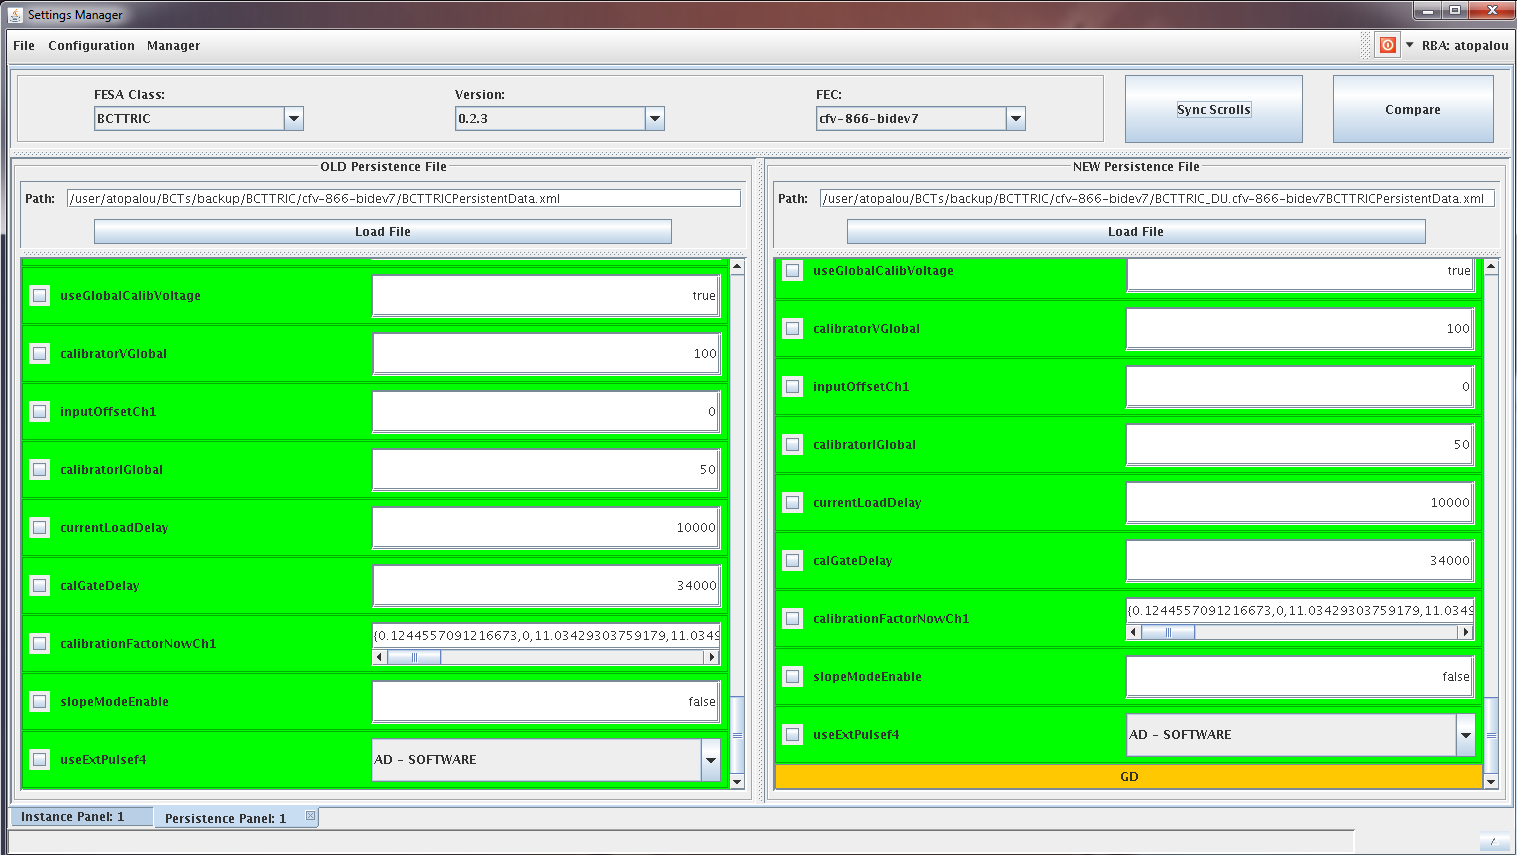 Settings Manager
File Configuration Manager
RBA: atopalou
FESA Class:
BCTTRIC
Version:
0.2.3
FEC:
cfv-866-bidev7
Sync Scrolls
Compare
OLD Persistence File
Path: /user/atopalou/BCTs/backup/BCTTRIC/cfv-866-bidev7/BCTTRICPersistentData.xml
Load File
useGlobalCalibVoltage true
calibratorVGlobal 100
inputOffsetCh1 0
calibratorIGlobal 50
currentLoadDelay 10000
calGateDelay 34000
calibrationFactorNowCh1 {0.1244557091216673,0,11.03429303759179,11.0349
slopeModeEnable false
useExtPulsef4 AD - SOFTWARE
NEW Persistence File
Path: /user/atopalou/BCTs/backup/BCTTRIC/cfv-866-bidev7/BCTTRIC_DU.cfv-866-bidev7BCTTRICPersistentData.xml
Load File
useGlobalCalibVoltage true
calibratorVGlobal 100
inputOffsetCh1 0
calibratorIGlobal 50
currentLoadDelay 10000
calGateDelay 34000
calibrationFactorNowCh1 {0.1244557091216673,0,11.03429303759179,11.0349
slopeModeEnable false
useExtPulsef4 AD - SOFTWARE
GD
Instance Panel: 1
Persistence Panel: 1